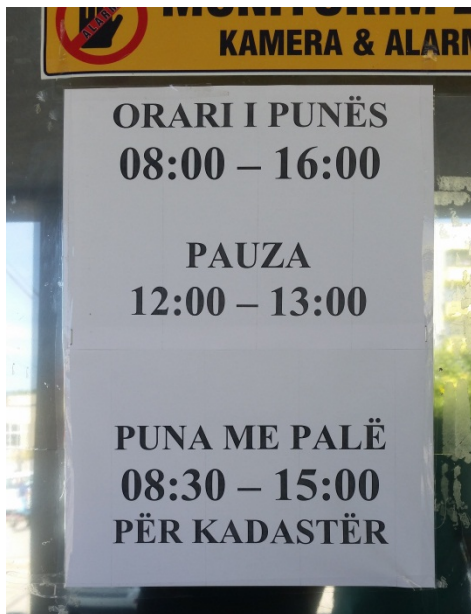 ALARM
KAMERA & ALARM
ORARI I PUNËS
08:00 – 16:00
PAUZA
12:00 – 13:00
PUNA ME PALË
08:30 – 15:00
PËR KADASTËR